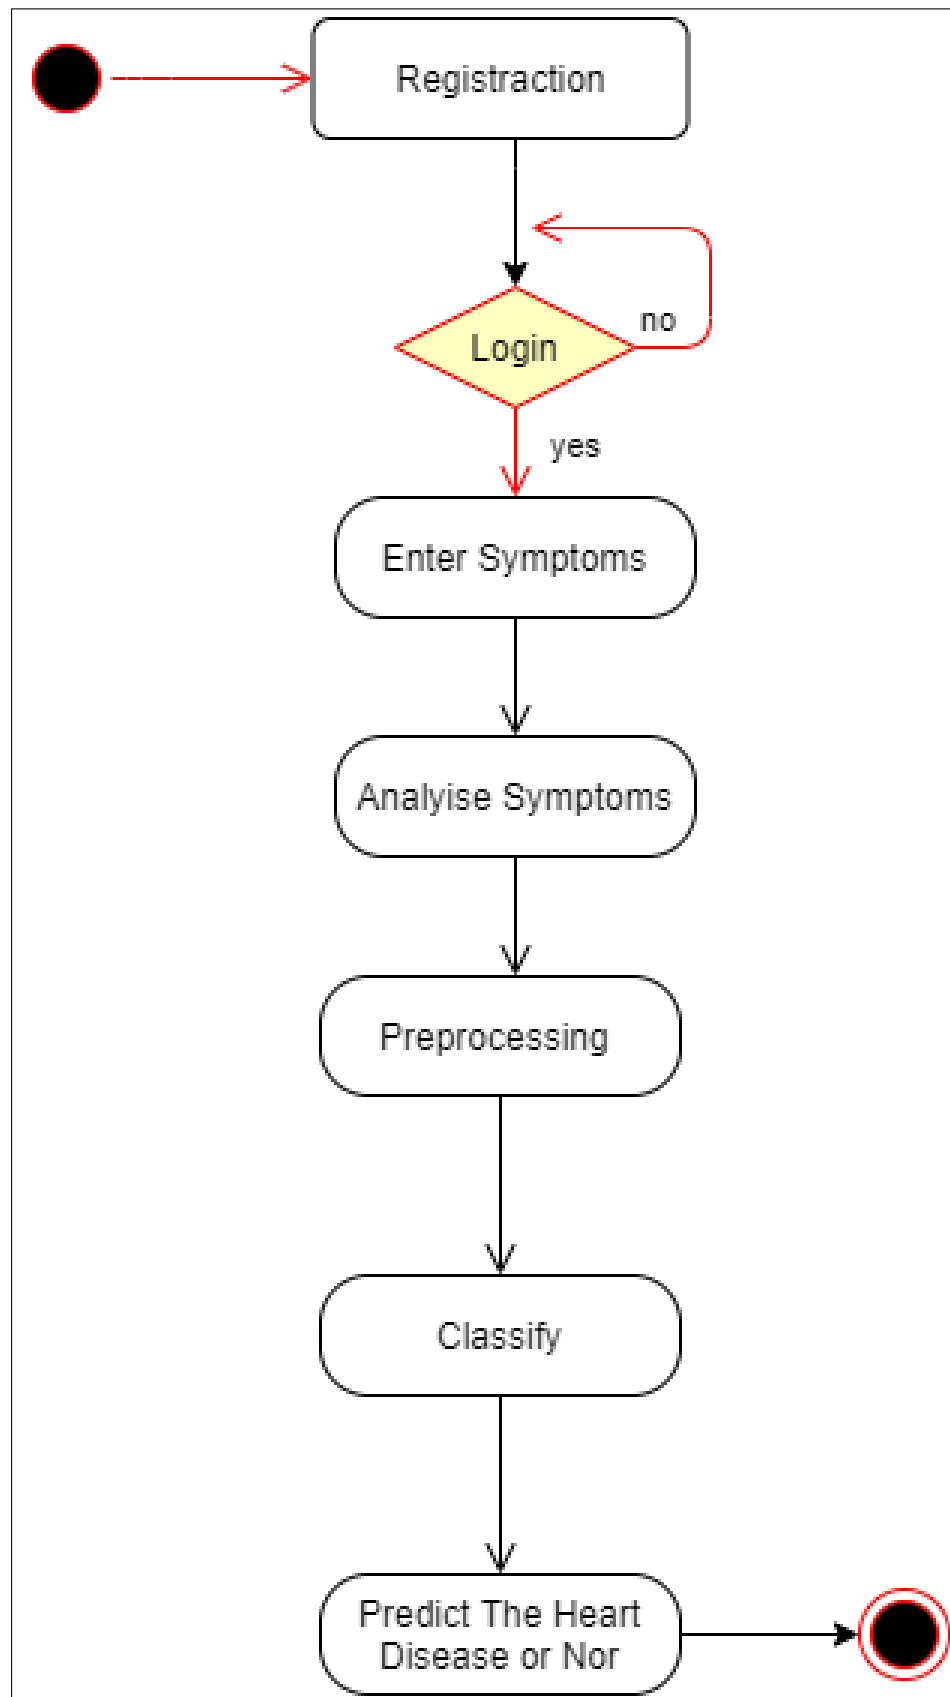 Registraction
Login
no
yes
Enter Symptoms
Analyise Symptoms
Preprocessing
Classify
Predict The Heart
Disease or Nor